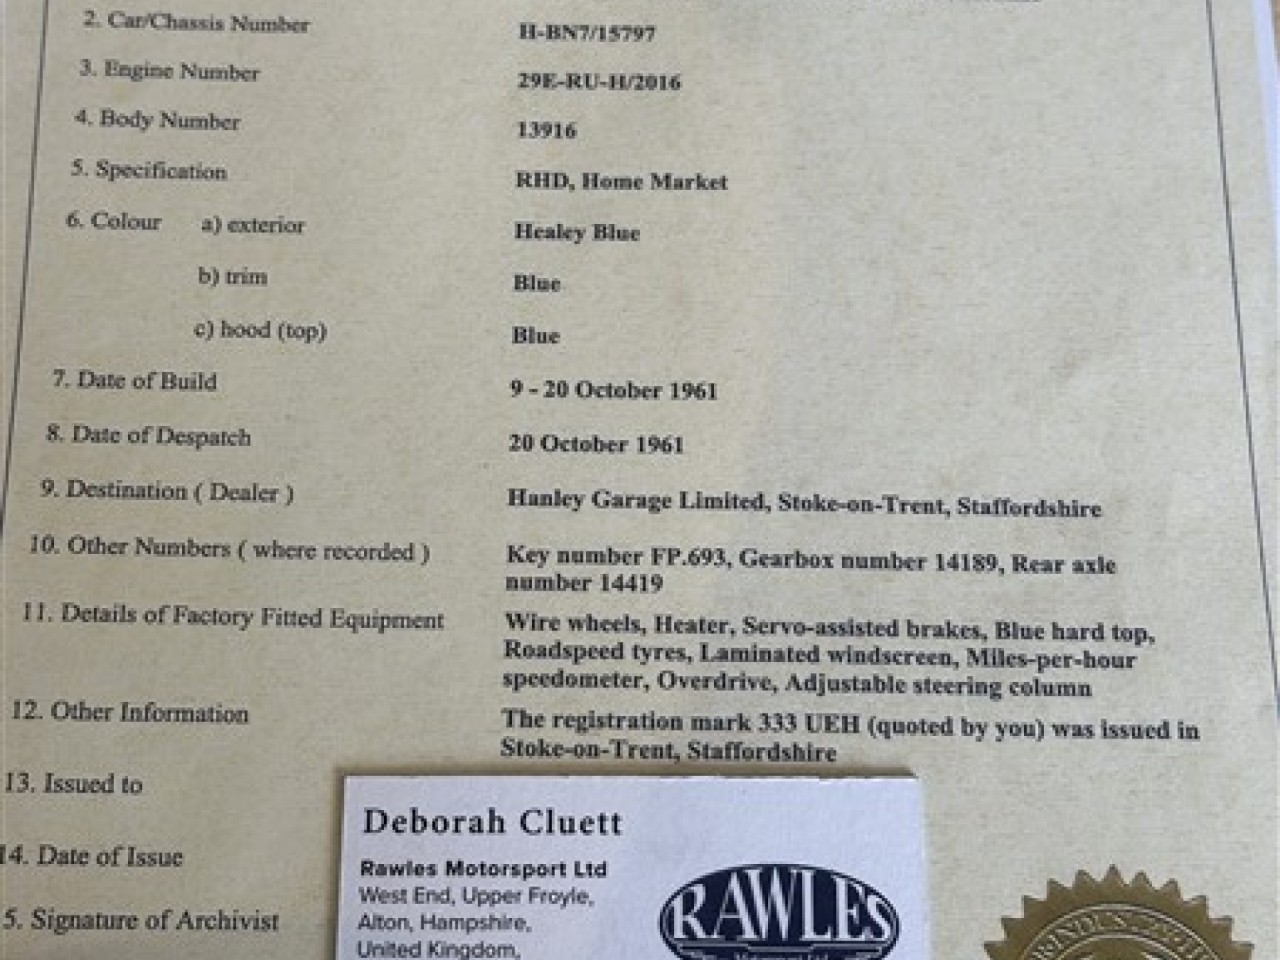 2. Car/Chassis Number H-BN7/15797
3. Engine Number 29E-RU-H/2016
4. Body Number 13916
5. Specification RHD, Home Market
6. Colour a) exterior Healey Blue
b) trim Blue
c) hood (top) Blue
7. Date of Build 9 - 20 October 1961
8. Date of Despatch 20 October 1961
9. Destination ( Dealer ) Hanley Garage Limited, Stoke-on-Trent, Staffordshire
10. Other Numbers ( where recorded ) Key number FP.693, Gearbox number 14189, Rear axle
number 14419
11. Details of Factory Fitted Equipment Wire wheels, Heater, Servo-assisted brakes, Blue hard top,
Roadspeed tyres, Laminated windscreen, Miles-per-hour
speedometer, Overdrive, Adjustable steering column
12. Other Information The registration mark 333 UEH (quoted by you) was issued in
Stoke-on-Trent, Staffordshire
13. Issued to
14. Date of Issue
5. Signature of Archivist
Deborah Cluett
Rawles Motorsport Ltd
West End, Upper Froyle,
Alton, Hampshire,
United Kingdom,
RAWLES